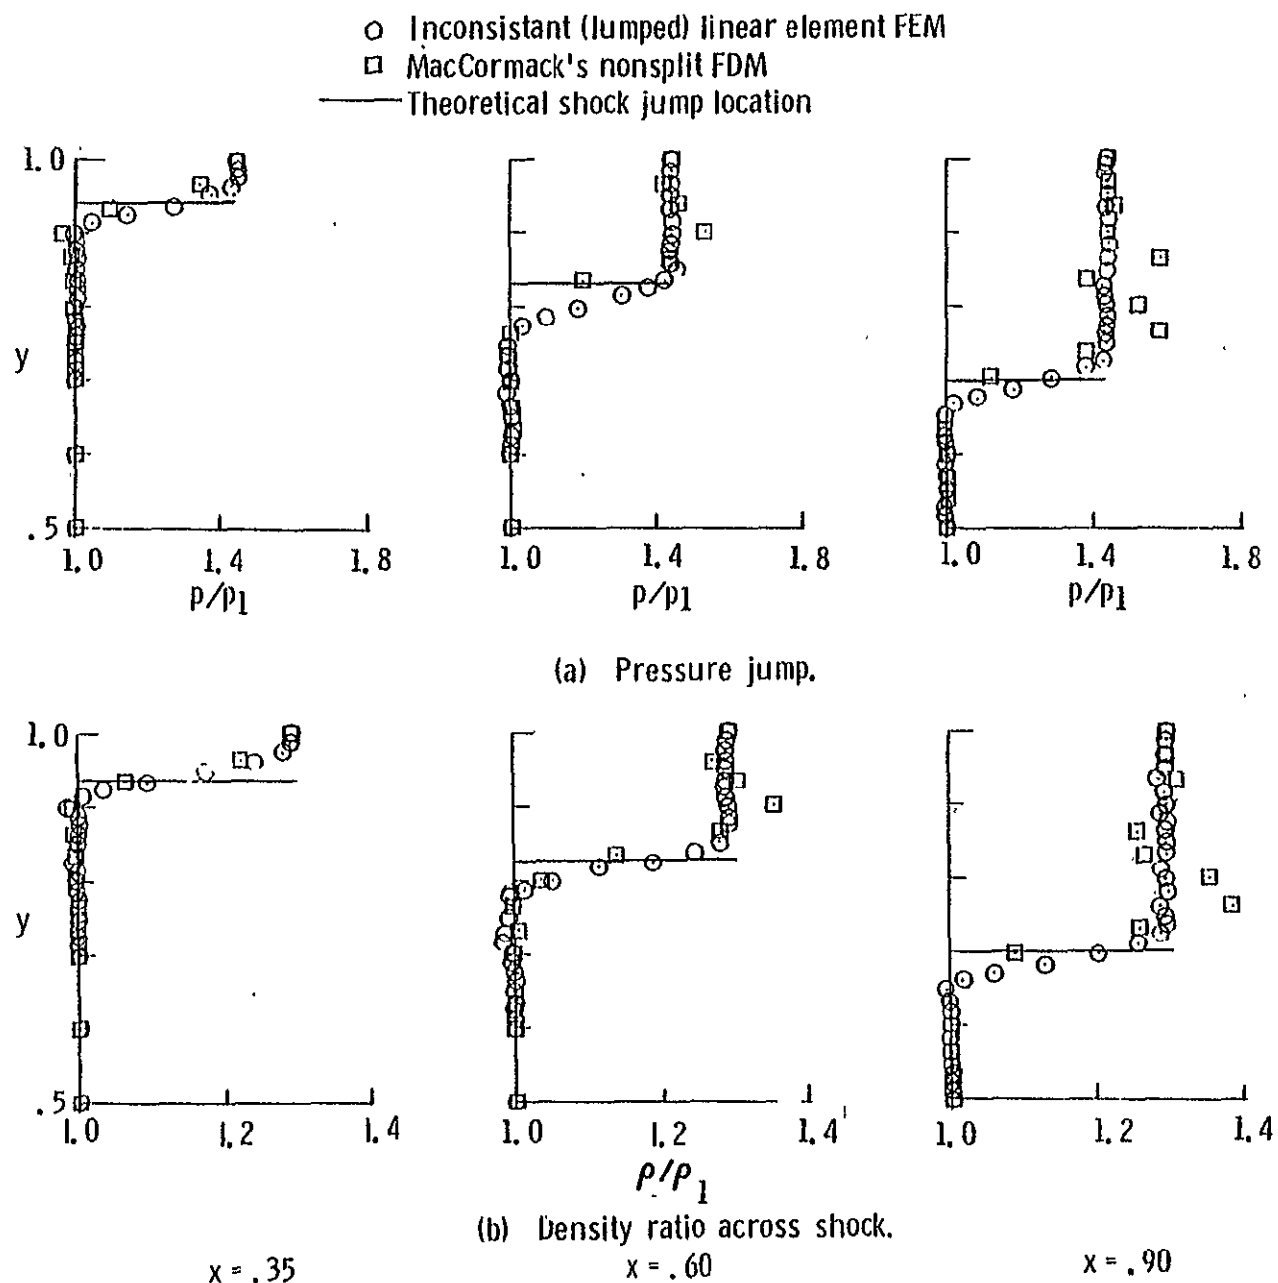 Inconsistant (lumped) linear element FEM
MacCormack's nonsplit FDM
Theoretical shock jump location
1.0
y
.5
1.0 1.4 1.8
p/p1
1.0 1.4 1.8
p/p1
1.0 1.4 1.8
p/p1
(a) Pressure jump.
1.0
y
.5
1.0 1.2 1.4
1.0 1.2 1.4
ρ/ρ1
1.0 1.2 1.4
(b) Density ratio across shock.
x = .35
x = .60
x = .90